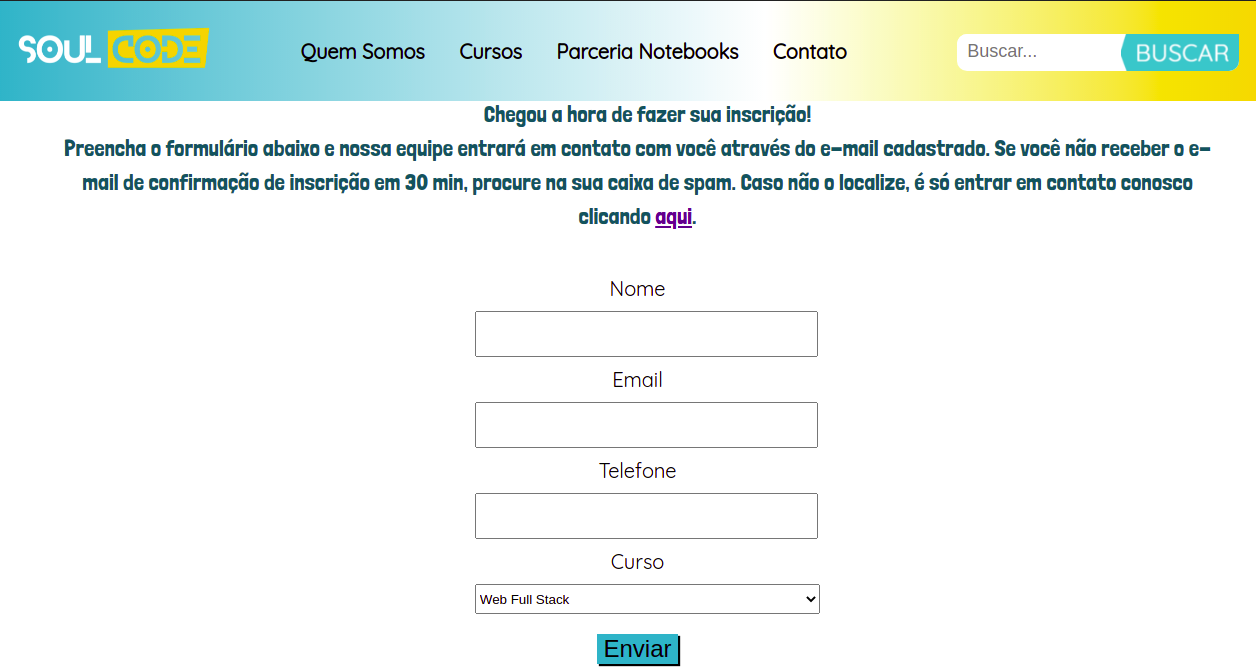 SOUL CODE
Quem Somos Cursos Parceria Notebooks Contato
Buscar... BUSCAR
Chegou a hora de fazer sua inscrição!
Preencha o formulário abaixo e nossa equipe entrará em contato com você através do e-mail cadastrado. Se você não receber o e-
mail de confirmação de inscrição em 30 min, procure na sua caixa de spam. Caso não o localize, é só entrar em contato conosco
clicando aqui.
Nome
Email
Telefone
Curso
Web Full Stack
Enviar